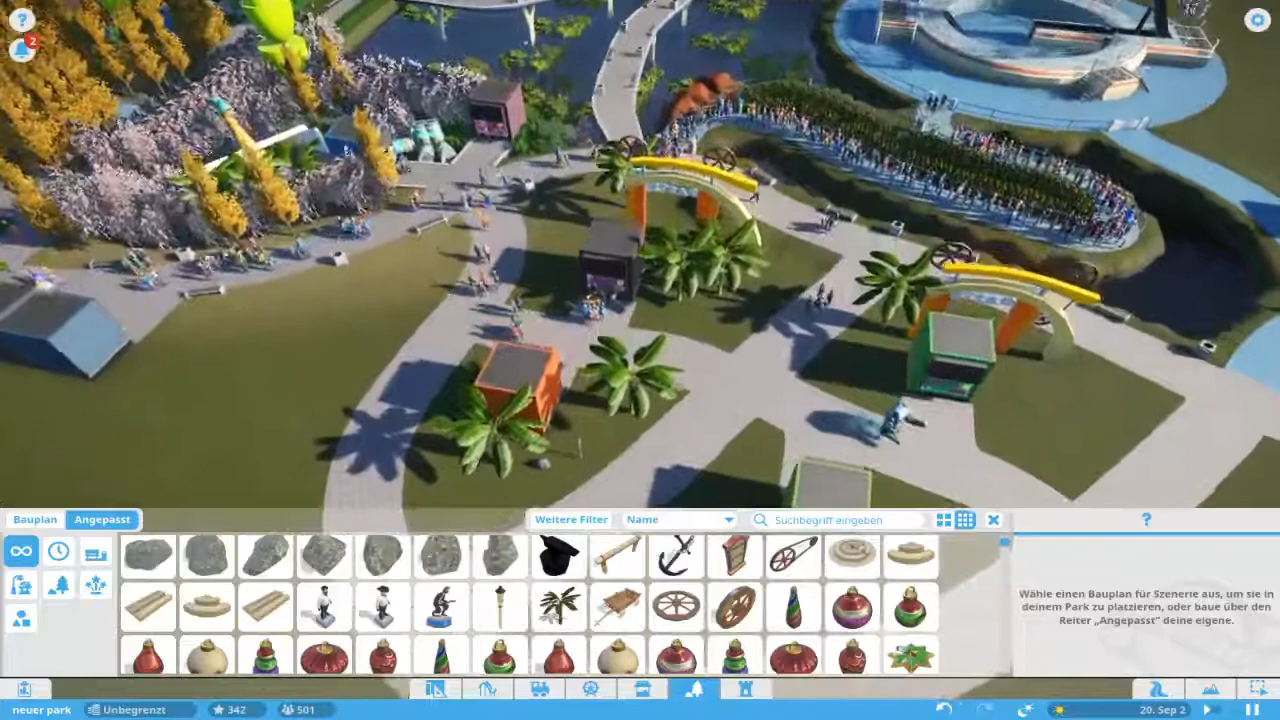 2
Bauplan
Angepasst
Weitere Filter
Name
Suchbegriff eingeben
?
Wähle einen Bauplan für Szenerie aus, um sie in
deinem Park zu platzieren, oder baue über den
Reiter „Angepasst“ deine eigene.
neuer park
Unbegrenzt
342
501
20. Sep 2